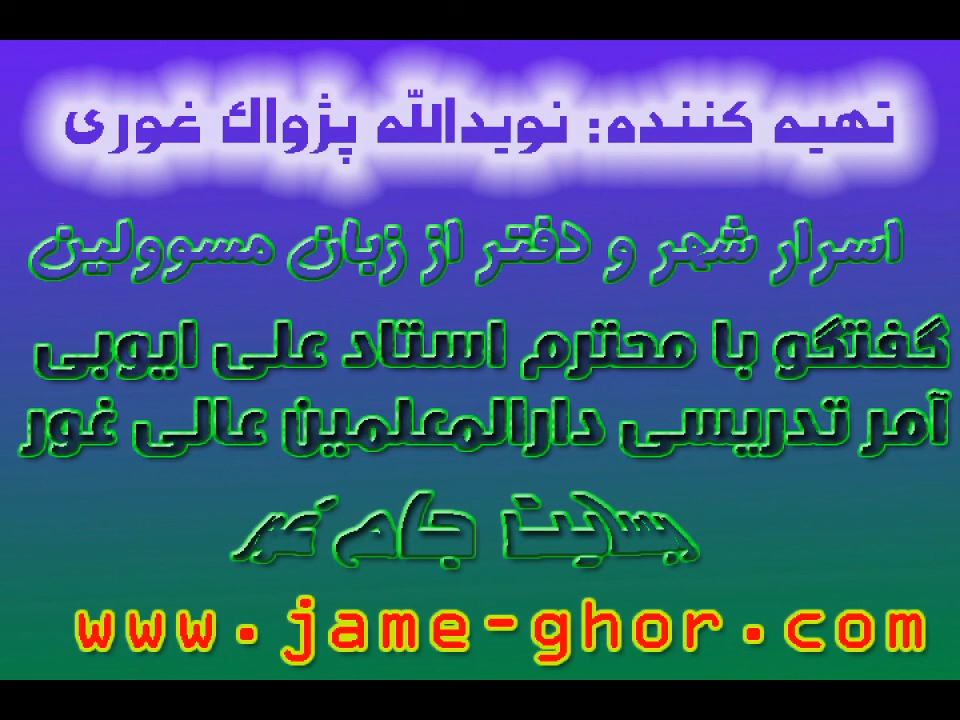 تهیه کننده: نویدالله پژواك غوری
اسرار شهر و دفتر از زبان مسوولین
گفتگو با محترم استاد علی ایوبی
آمر تدریسی دارالمعلمین عالی غور
سایت جام غور
www.jame-ghor.com